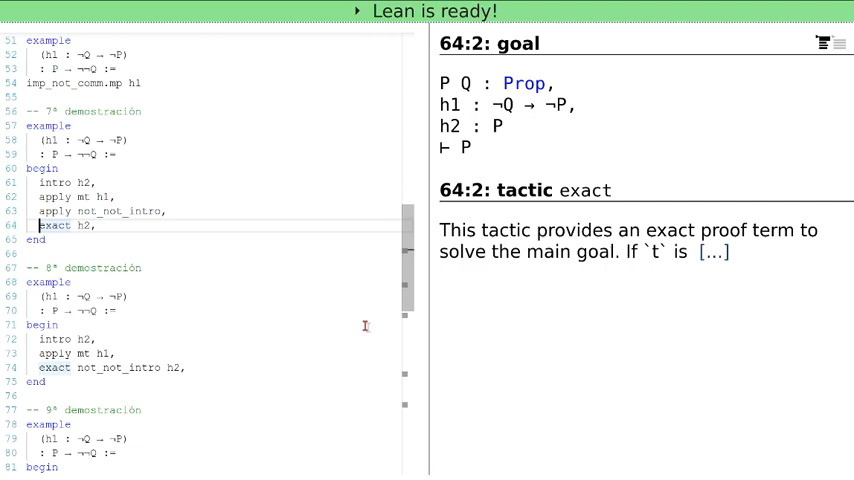 Lean is ready!
51 example
52 (h1 : ¬Q → ¬P)
53 : P → ¬¬Q :=
54 imp_not_comm.mp h1
55
56 -- 7ª demostración
57 example
58 (h1 : ¬Q → ¬P)
59 : P → ¬¬Q :=
60 begin
61 intro h2,
62 apply mt h1,
63 apply not_not_intro,
64 exact h2,
65 end
66
67 -- 8ª demostración
68 example
69 (h1 : ¬Q → ¬P)
70 : P → ¬¬Q :=
71 begin
72 intro h2,
73 apply mt h1,
74 exact not_not_intro h2,
75 end
76
77 -- 9ª demostración
78 example
79 (h1 : ¬Q → ¬P)
80 : P → ¬¬Q :=
81 begin
64:2: goal
P Q : Prop,
h1 : ¬Q → ¬P,
h2 : P
⊢ P
64:2: tactic exact
This tactic provides an exact proof term to
solve the main goal. If `t` is [...]